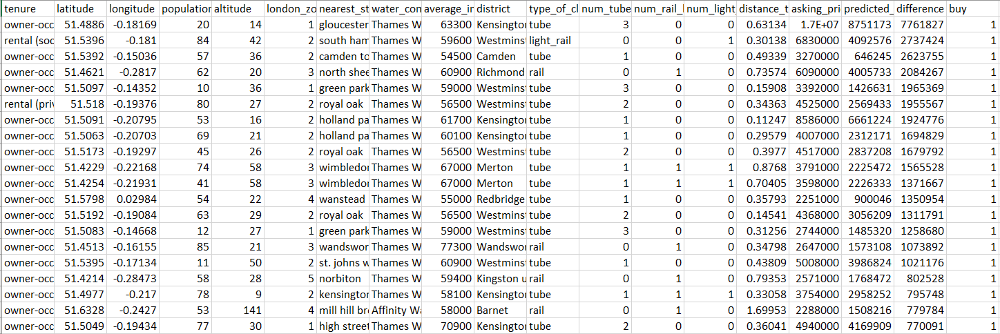 tenure latitude longitude population altitude london_zo nearest_st water_con average_in district type_of_cl num_tube num_rail_l num_light_ distance_t asking_pri predicted_ difference buy
owner-occ 51.4886 -0.18169 20 14 1 gloucester Thames W 63300 Kensington tube 3 0 0 0.63134 1.7E+07 8751173 7761827 1
rental (soc 51.5396 -0.181 84 42 2 south ham Thames W 59600 Westminst light_rail 0 0 1 0.30138 6830000 4092576 2737424 1
owner-occ 51.5392 -0.15036 57 36 2 camden to Thames W 54500 Camden tube 1 0 0 0.49339 3270000 646245 2623755 1
owner-occ 51.4621 -0.2817 62 20 3 north shee Thames W 60900 Richmond rail 0 1 0 0.73574 6090000 4005733 2084267 1
owner-occ 51.5097 -0.14352 10 36 1 green park Thames W 59000 Westminst tube 3 0 0 0.15908 3392000 1426631 1965369 1
rental (priv 51.518 -0.19376 80 27 2 royal oak Thames W 56500 Westminst tube 2 0 0 0.34363 4525000 2569433 1955567 1
owner-occ 51.5091 -0.20795 53 16 2 holland pa Thames W 61700 Kensington tube 1 0 0 0.11247 8586000 6661224 1924776 1
owner-occ 51.5063 -0.20703 69 21 2 holland pa Thames W 60100 Kensington tube 1 0 0 0.29579 4007000 2312171 1694829 1
owner-occ 51.5173 -0.19297 45 26 2 royal oak Thames W 56500 Westminst tube 2 0 0 0.3977 4517000 2837208 1679792 1
owner-occ 51.4229 -0.22168 74 58 3 wimbledon Thames W 67000 Merton tube 1 1 1 0.8768 3791000 2225472 1565528 1
owner-occ 51.4254 -0.21931 41 58 3 wimbledon Thames W 67000 Merton tube 1 1 1 0.70405 3598000 2226333 1371667 1
owner-occ 51.5798 0.02984 54 22 4 wanstead Thames W 55000 Redbridge tube 1 0 0 0.35793 2251000 900046 1350954 1
owner-occ 51.5192 -0.19084 63 29 2 royal oak Thames W 56500 Westminst tube 2 0 0 0.14541 4368000 3056209 1311791 1
owner-occ 51.5083 -0.14668 12 27 1 green park Thames W 59000 Westminst tube 3 0 0 0.31256 2744000 1485320 1258680 1
owner-occ 51.4513 -0.16155 85 21 3 wandswor Thames W 77300 Wandswor rail 0 1 0 0.34798 2647000 1573108 1073892 1
owner-occ 51.5395 -0.17134 11 50 2 st. johns w Thames W 60900 Westminst tube 1 0 0 0.43809 5008000 3986824 1021176 1
owner-occ 51.4214 -0.28473 58 28 5 norbiton Thames W 59400 Kingston u rail 0 1 0 0.79353 2571000 1768472 802528 1
owner-occ 51.4977 -0.217 78 9 2 kensington Thames W 58100 Kensington tube 1 1 1 0.33058 3754000 2958252 795748 1
owner-occ 51.6328 -0.2427 53 141 4 mill hill bro Affinity Wa 58000 Barnet rail 0 1 0 1.69953 2288000 1508216 779784 1
owner-occ 51.5049 -0.19434 77 30 1 high street Thames W 70900 Kensington tube 2 0 0 0.36041 4940000 4169909 770091 1